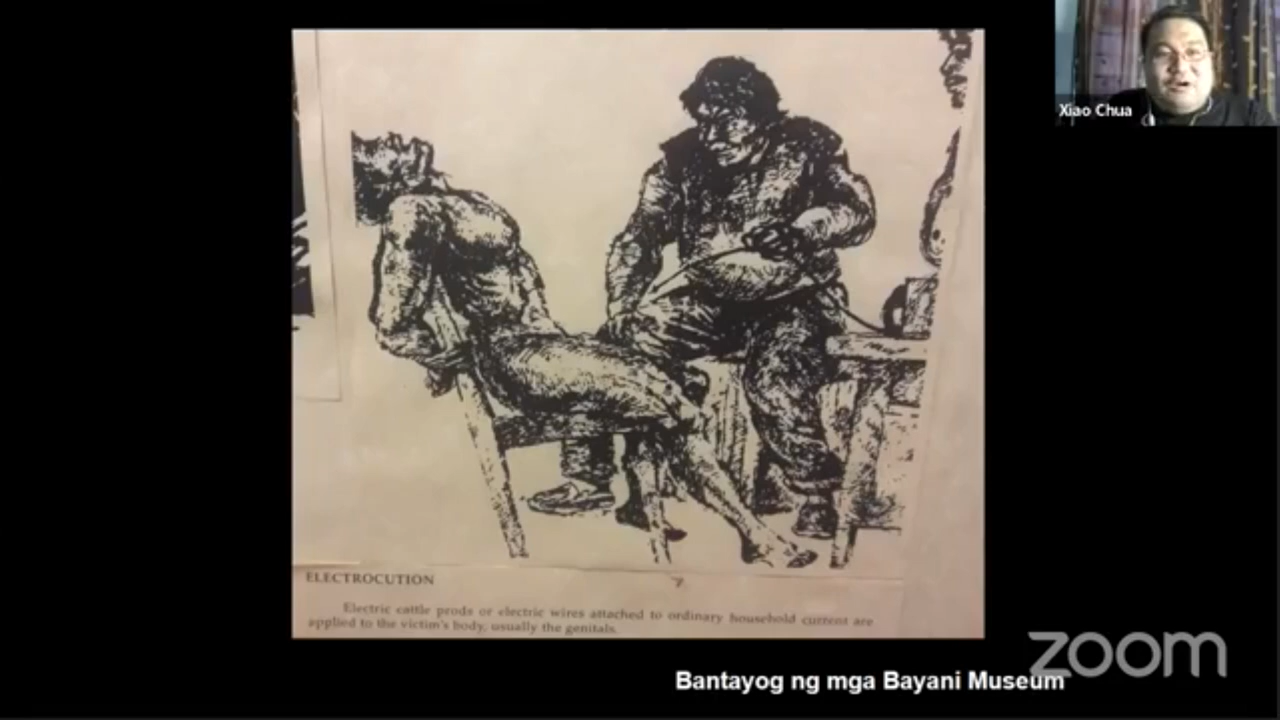 Xiao Chua
ELECTROCUTION
Electric cattle prods or electric wires attached to ordinary household current are
applied to the victim's body, usually the genitals.
Bantayog ng mga Bayani Museum
zoom